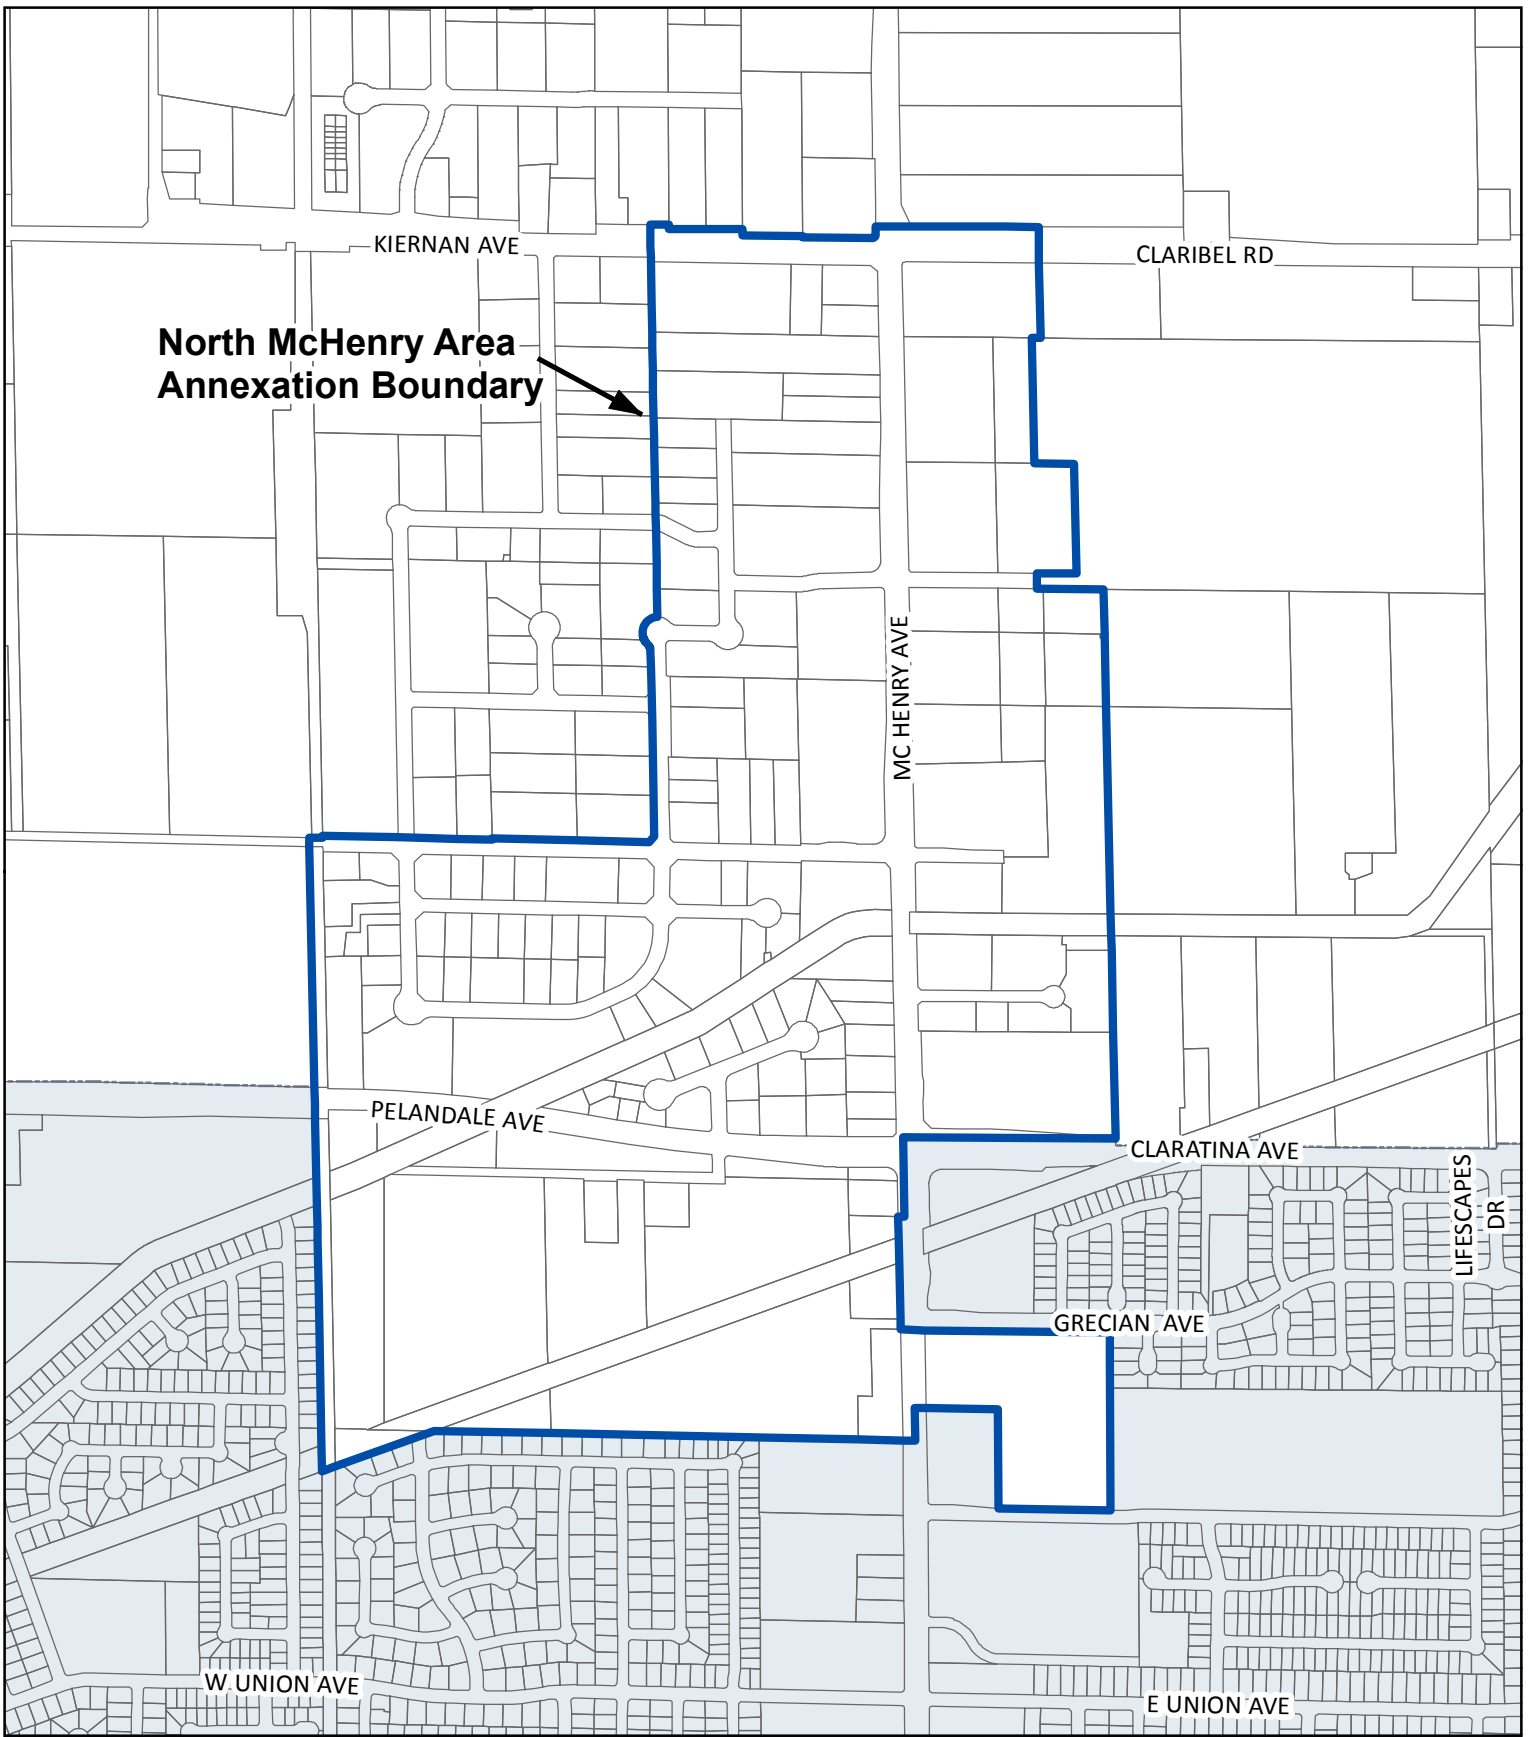 KIERNAN AVE
CLARIBEL RD
North McHenry Area
Annexation Boundary
MC HENRY AVE
PELANDALE AVE
CLARATINA AVE
LIFESCAPES
DR
GRECIAN AVE
W UNION AVE
E UNION AVE